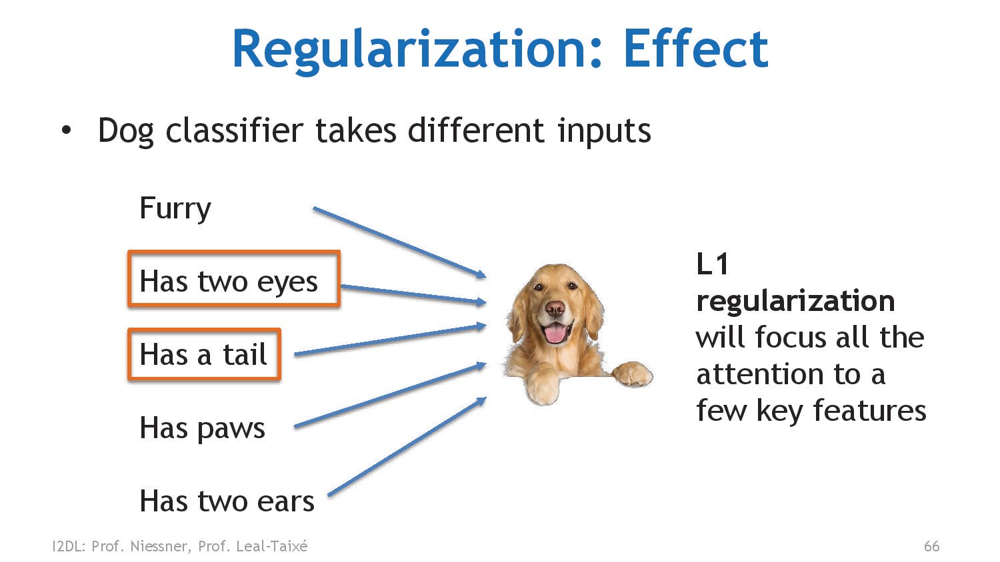 Regularization: Effect
• Dog classifier takes different inputs
Furry
Has two eyes
Has a tail
Has paws
Has two ears
L1
regularization
will focus all the
attention to a
few key features
I2DL: Prof. Niessner, Prof. Leal-Taixé
66